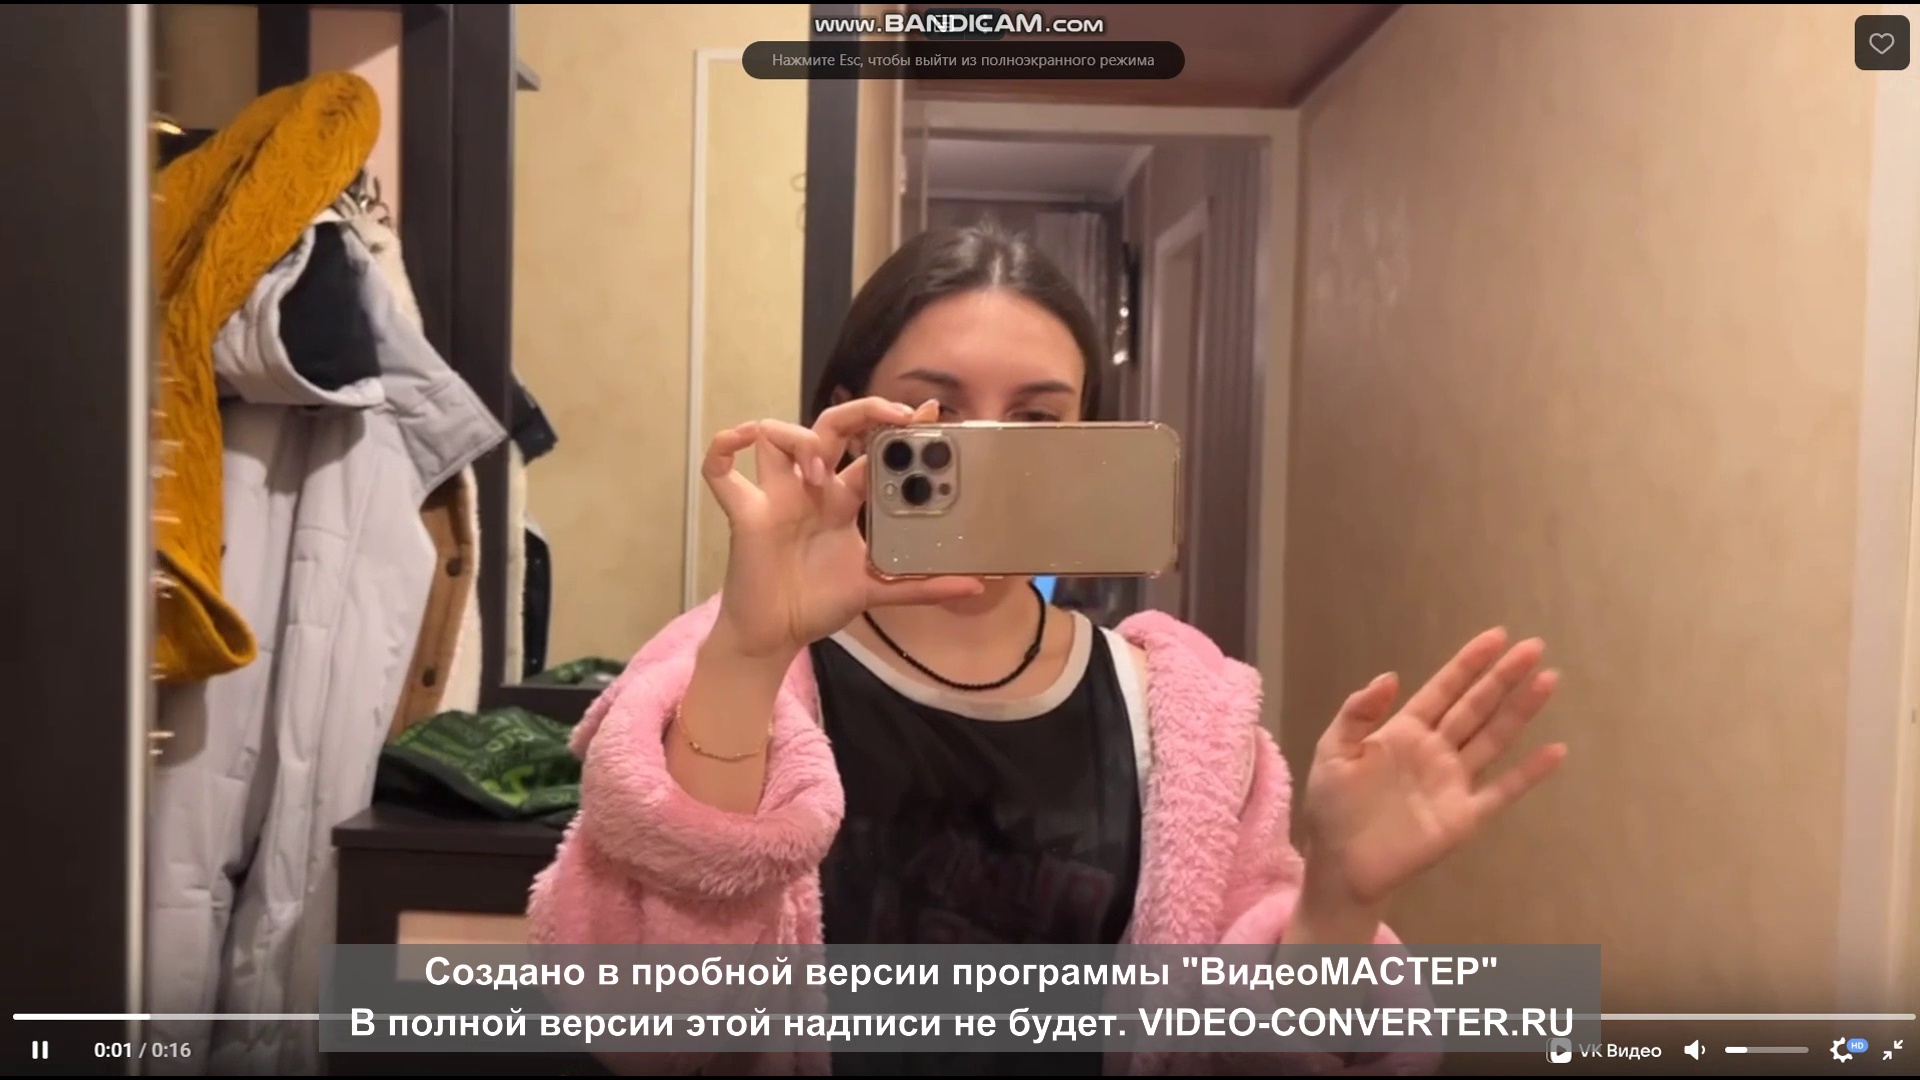 www.BANDICAM.com
Нажмите Esc, чтобы выйти из полноэкранного режима
Создано в пробной версии программы "ВидеоМАСТЕР"
В полной версии этой надписи не будет. VIDEO-CONVERTER.RU
0:01 / 0:16
VK Видео
HD